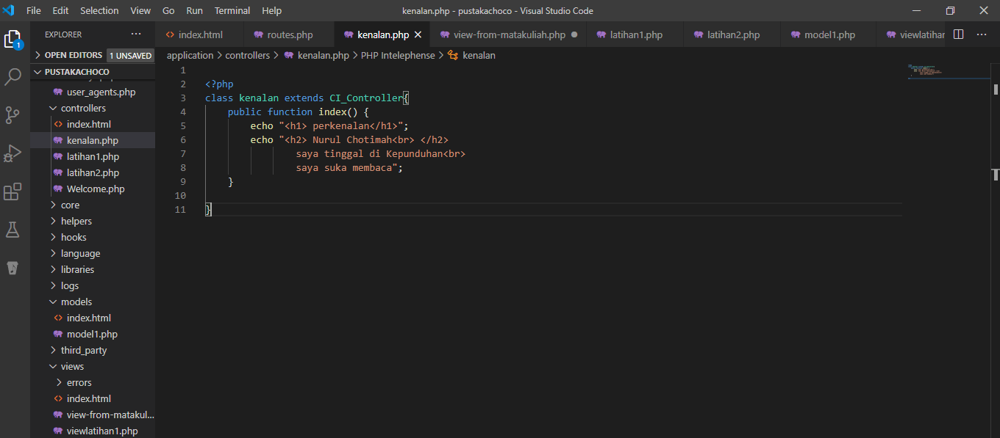 File Edit Selection View Go Run Terminal Help kenalan.php - pustakachoco - Visual Studio Code
EXPLORER ... index.html routes.php kenalan.php view-from-matakuliah.php latihan1.php latihan2.php model1.php viewlatihar ...
1
OPEN EDITORS 1 UNSAVED
application > controllers > kenalan.php > PHP Intelephense > kenalan
PUSTAKACHOCO
user_agents.php
controllers
index.html
kenalan.php
latihan1.php
latihan2.php
Welcome.php
core
helpers
hooks
language
libraries
logs
models
index.html
model1.php
third_party
views
errors
index.html
view-from-matakul...
viewlatihan1.php
1
2 <?php
3 class kenalan extends CI_Controller{
4 public function index() {
5 echo "<h1> perkenalan</h1>";
6 echo "<h2> Nurul Chotimah<br> </h2>
7 saya tinggal di Kepunduhan<br>
8 saya suka membaca";
9 }
10
11 }